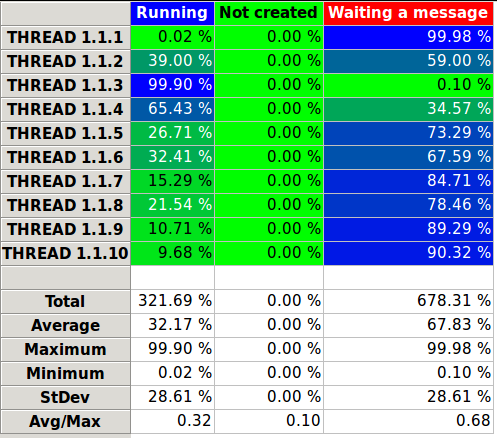 Running Not created Waiting a message
THREAD 1.1.1 0.02 % 0.00 % 99.98 %
THREAD 1.1.2 39.00 % 0.00 % 59.00 %
THREAD 1.1.3 99.90 % 0.00 % 0.10 %
THREAD 1.1.4 65.43 % 0.00 % 34.57 %
THREAD 1.1.5 26.71 % 0.00 % 73.29 %
THREAD 1.1.6 32.41 % 0.00 % 67.59 %
THREAD 1.1.7 15.29 % 0.00 % 84.71 %
THREAD 1.1.8 21.54 % 0.00 % 78.46 %
THREAD 1.1.9 10.71 % 0.00 % 89.29 %
THREAD 1.1.10 9.68 % 0.00 % 90.32 %
Total 321.69 % 0.00 % 678.31 %
Average 32.17 % 0.00 % 67.83 %
Maximum 99.90 % 0.00 % 99.98 %
Minimum 0.02 % 0.00 % 0.10 %
StDev 28.61 % 0.00 % 28.61 %
Avg/Max 0.32 0.10 0.68